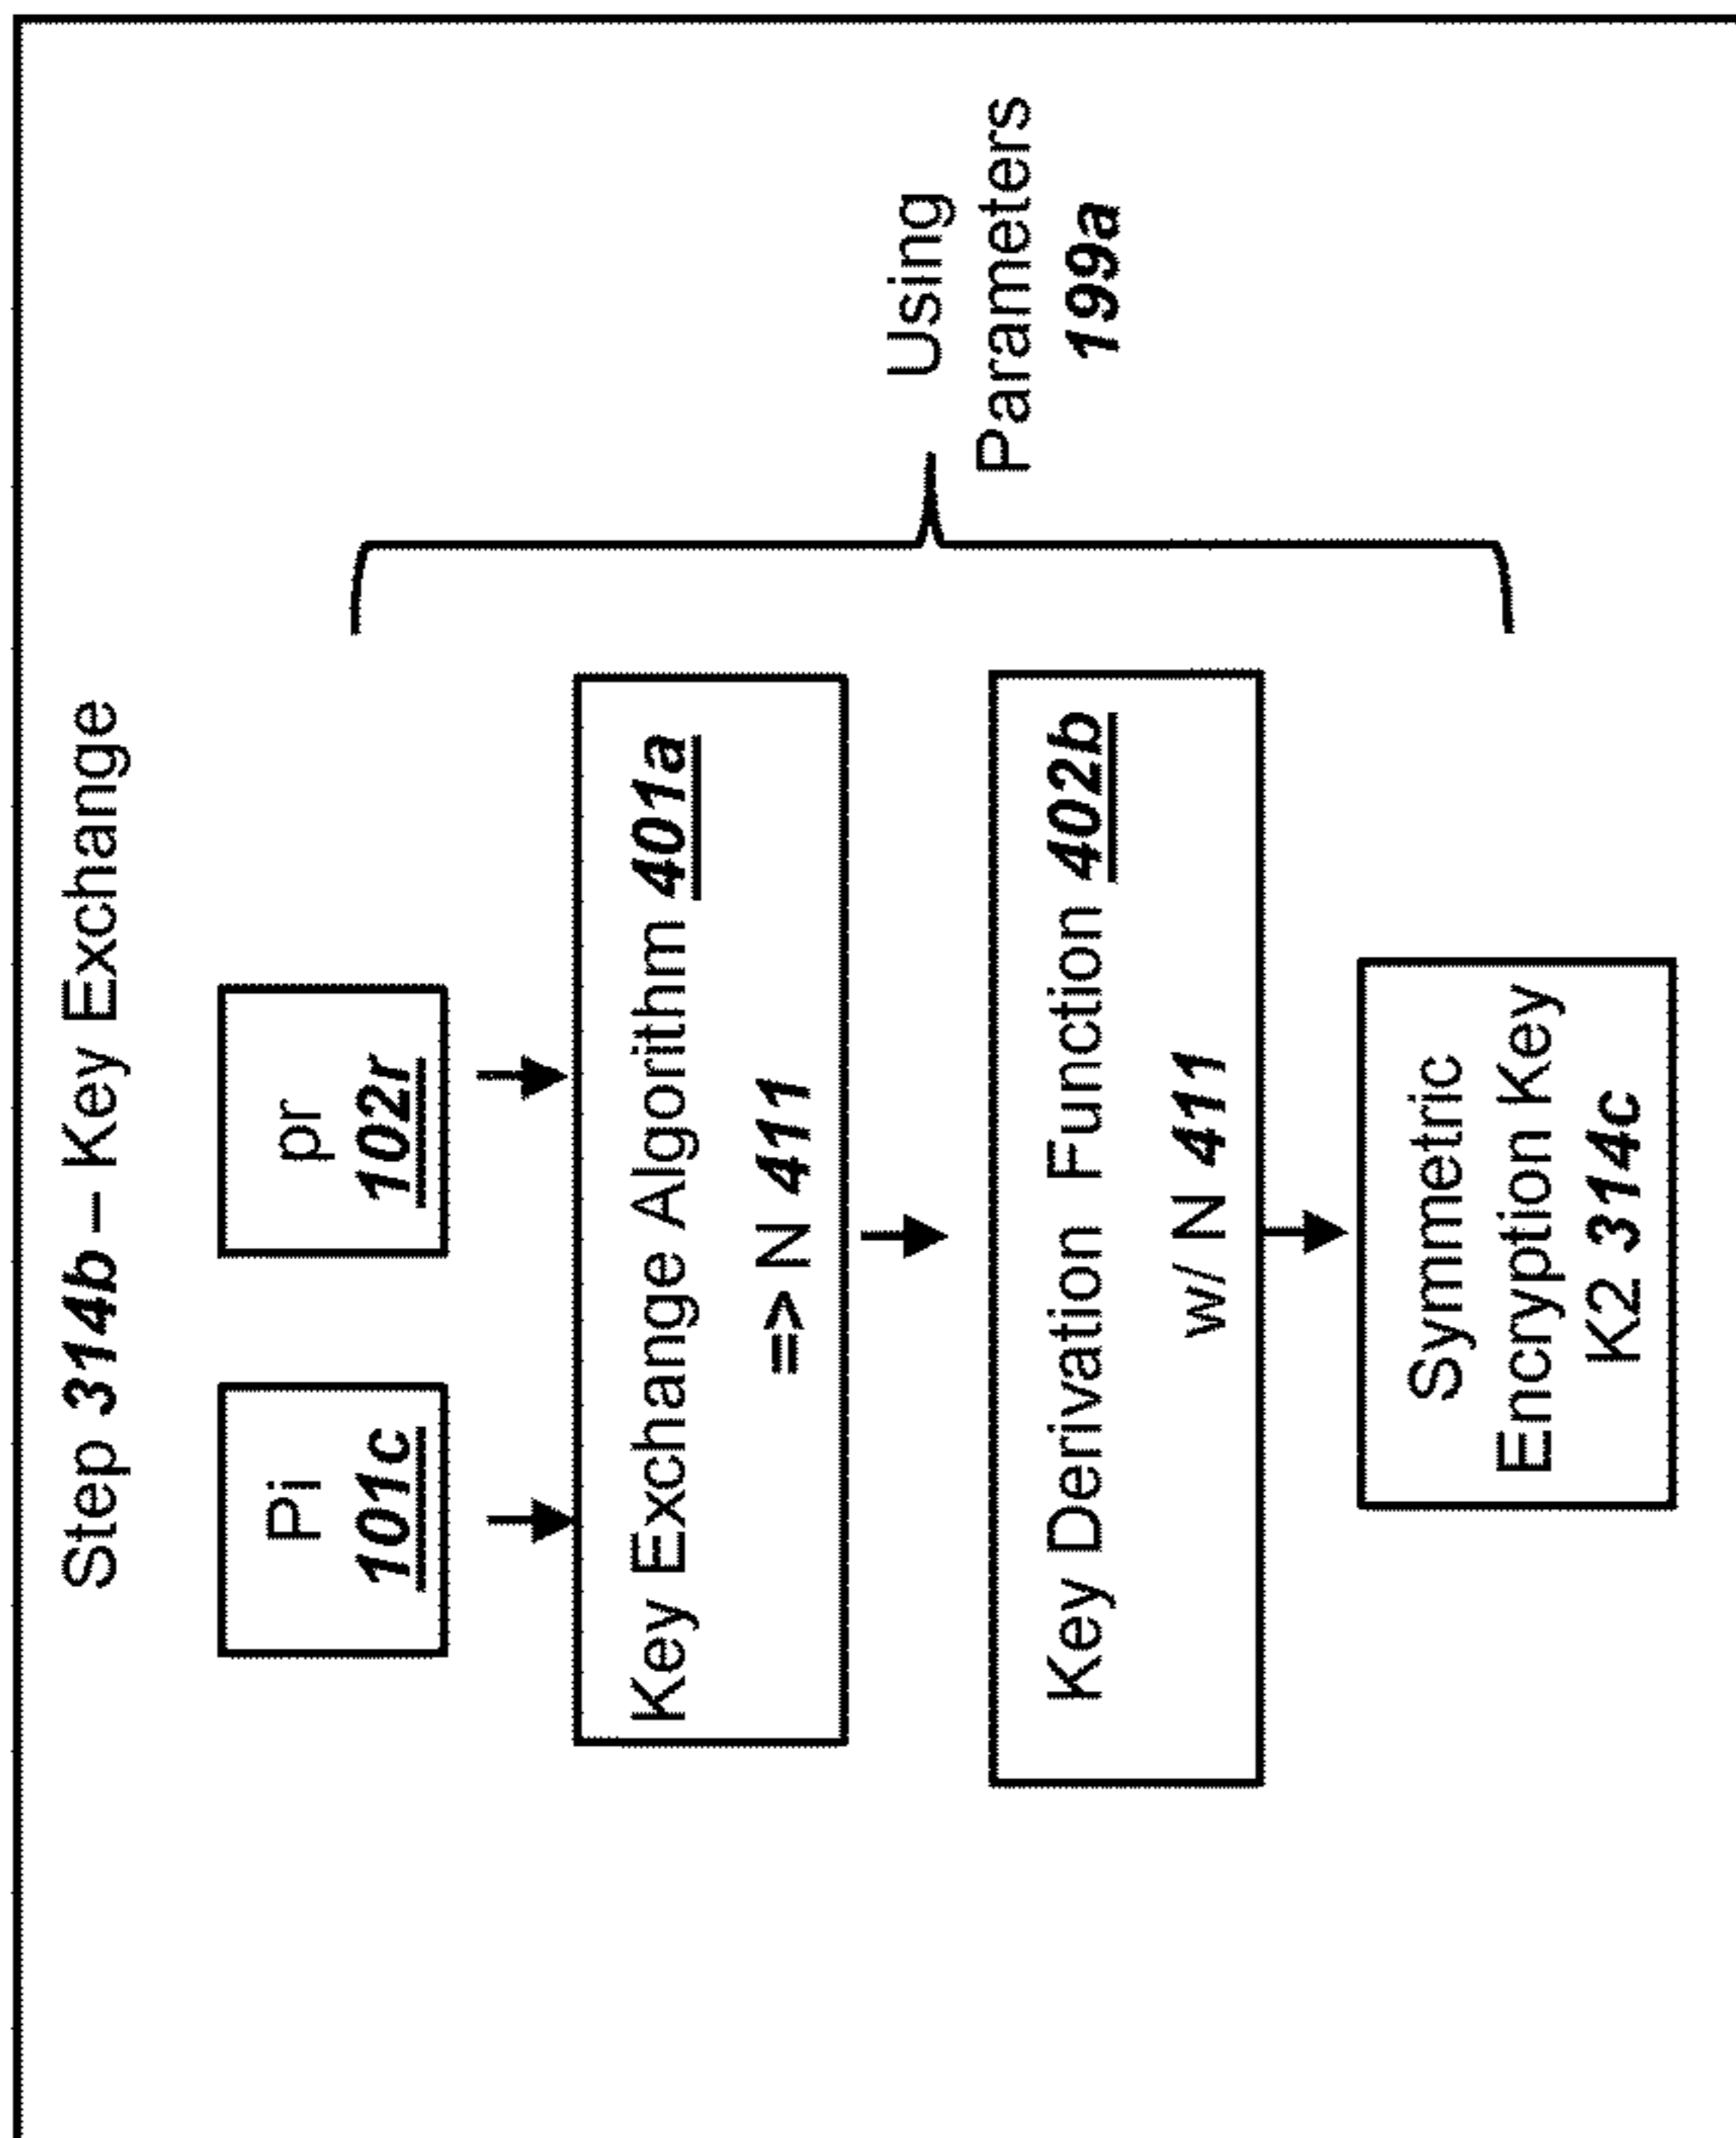 Step 314b – Key Exchange
Pi
101c
pr
102r
Key Exchange Algorithm 401a
=> N 411
Key Derivation Function 402b
w/ N 411
Symmetric
Encryption Key
K2 314c
Using
Parameters
199a